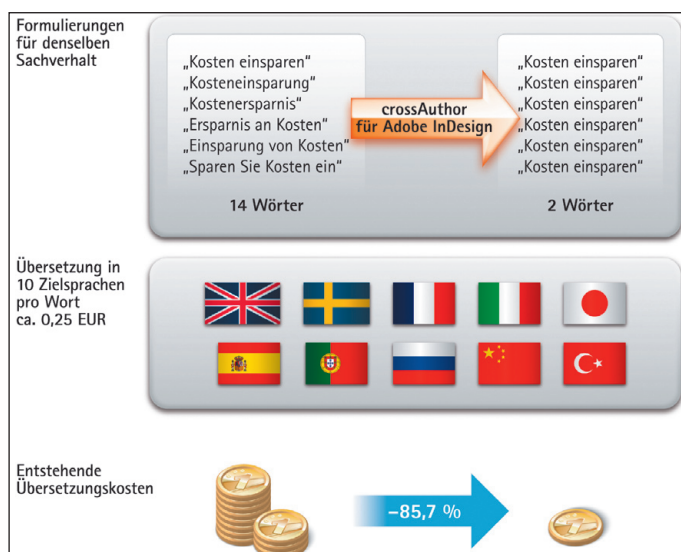 Formulierungen
für denselben
Sachverhalt
„Kosten einsparen“
„Kosteneinsparung“
„Kostenersparnis“
„Ersparnis an Kosten“
„Einsparung von Kosten“
„Sparen Sie Kosten ein“
14 Wörter
crossAuthor
für Adobe InDesign
„Kosten einsparen“
„Kosten einsparen“
„Kosten einsparen“
„Kosten einsparen“
„Kosten einsparen“
„Kosten einsparen“
2 Wörter
Übersetzung in
10 Zielsprachen
pro Wort
ca. 0,25 EUR
Entstehende
Übersetzungskosten
–85,7 %